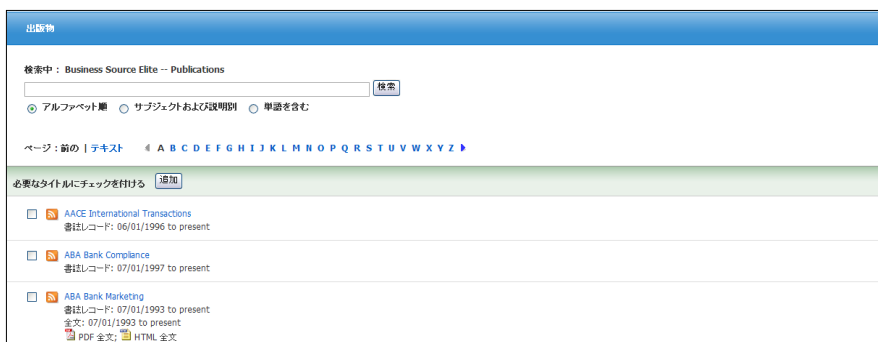 出版物
検索中： Business Source Elite -- Publications
検索
アルファベット順 サブジェクトおよび説明別 単語を含む
ページ：前の | テキスト A B C D E F G H I J K L M N O P Q R S T U V W X Y Z
必要なタイトルにチェックを付ける 追加
AACE International Transactions
書誌レコード: 06/01/1996 to present
ABA Bank Compliance
書誌レコード: 07/01/1997 to present
ABA Bank Marketing
書誌レコード: 07/01/1993 to present
全文: 07/01/1993 to present
PDF 全文; HTML 全文